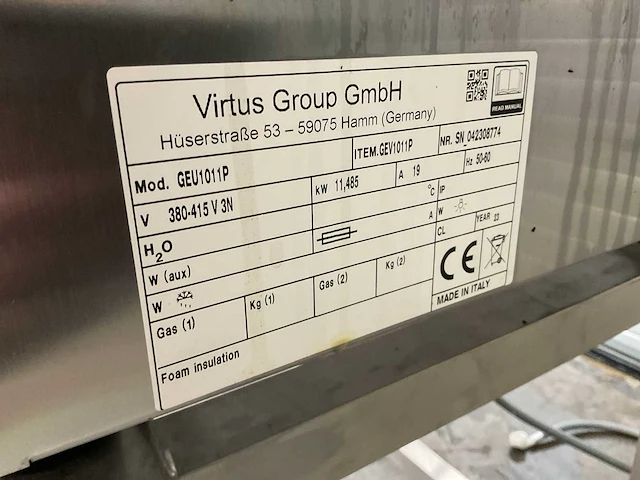 Virtus Group GmbH
Hüserstraße 53 – 59075 Hamm (Germany)
READ MANUAL
Mod. GEU1011P
ITEM.GEV1011P
NR. SN_042308774
V 380-415 V 3N
kW 11,485
A 19
Hz 50-60
H2O
°C
IP
W (aux)
A
W
YEAR 23
W
CL
Gas (1)
Kg (1)
Gas (2)
Kg (2)
CE
MADE IN ITALY
Foam insulation